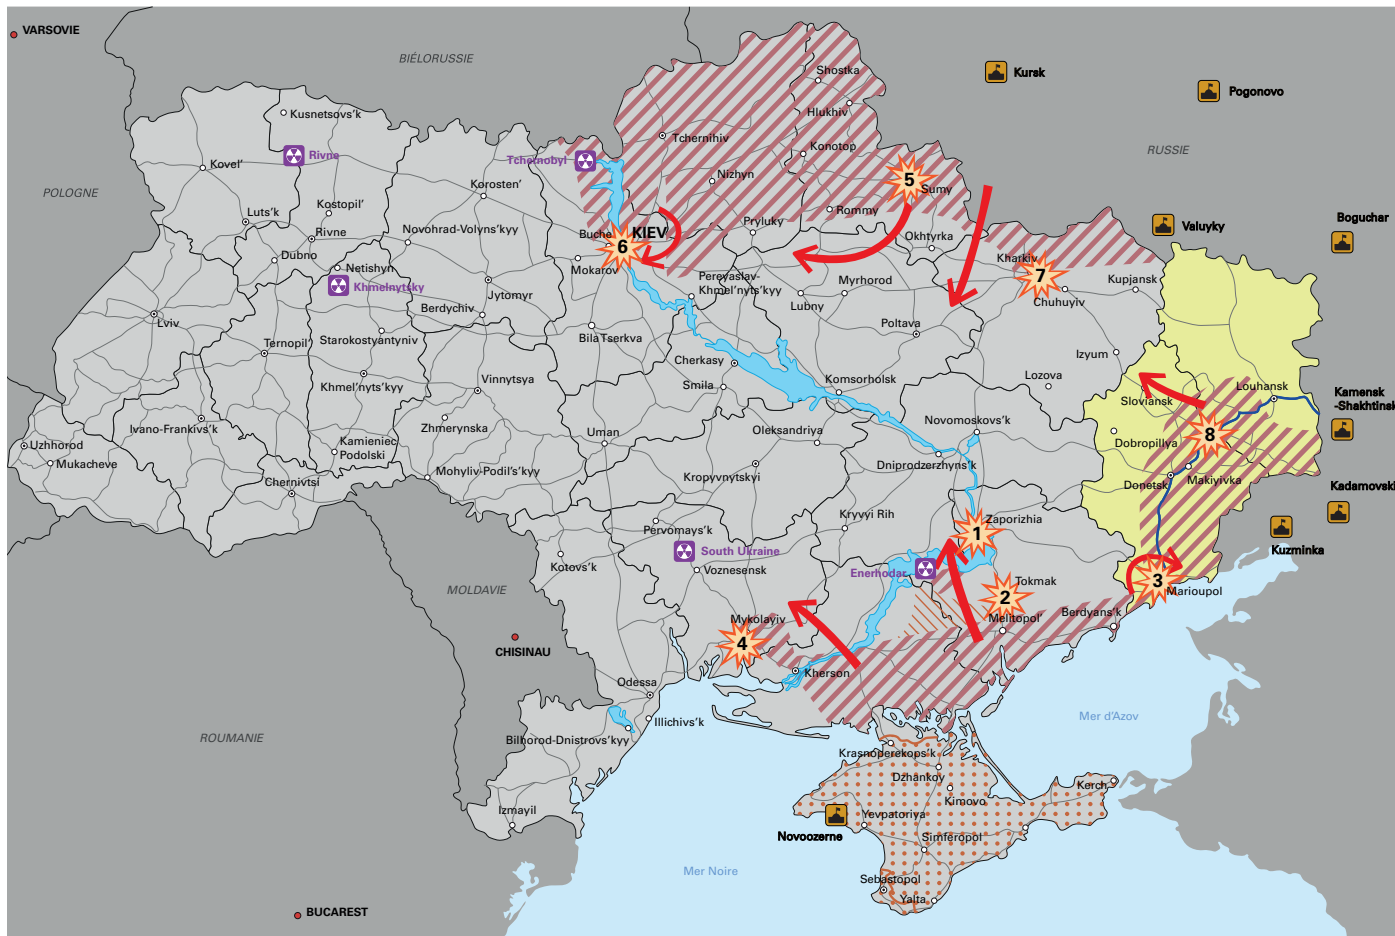 VARSOVIE
BIÉLORUSSIE
Kursk
Pogonovo
RUSSIE
POLOGNE
Shostka
Hlukhiv
Kusnetsovs'k
Tchernihiv
Konotop
Rivne
Kovel'
Tchernobyl
Nizhyn
5
Sumy
Korosten'
Kostopil'
Luts'k
Rommy
Pryluky
Valuyky
Boguchar
Rivne
Novohrad-Volyns'kyy
Buche
KIEV
6
Okhtyrka
Dubno
Netishyn
Mokarov
Kharkiv
7
Khmelnytsky
Jytomyr
Pereyaslav-
Khmel'nyts'kyy
Myrhorod
Kupjansk
Berdychiv
Lubny
Chuhuyiv
Lviv
Poltava
Ternopil'
Starokostyantyniv
Bila Tserkva
Izyum
Cherkasy
Khmel'nyts'kyy
Vinnytsya
Smila
Komsorholsk
Lozova
Sloviansk
Louhansk
Kamensk
-Shakhtinsk
Ivano-Frankivs'k
Zhmerynska
Uman
Oleksandriya
Novomoskovs'k
8
Uzhhorod
Kamieniec
Podolski
Dobropillya
Mukacheve
Mohyliv-Podil's'kyy
Dniprodzerzhyns'k
Chernivtsi
Kropyvnytskyi
Donetsk
Makiyivka
Kadamovski
Kryvyi Rih
Zaporizhia
1
Pervomays'k
South Ukraine
Kuzminka
Kotovs'k
Voznesensk
Enerhodar
3
Tokmak
MOLDAVIE
2
Marioupol
Mykolayiv
Melitopol'
Berdyans'k
4
CHISINAU
Kherson
Odessa
Illichivs'k
Mer d'Azov
ROUMANIE
Bilhorod-Dnistrovs'kyy
Krasnoperekops'k
Dzhankoy
Kerch
Kimovo
Izmayil
Yevpatoriya
Novoozerne
Simferopol
Mer Noire
Sebastopol
Yalta
BUCAREST